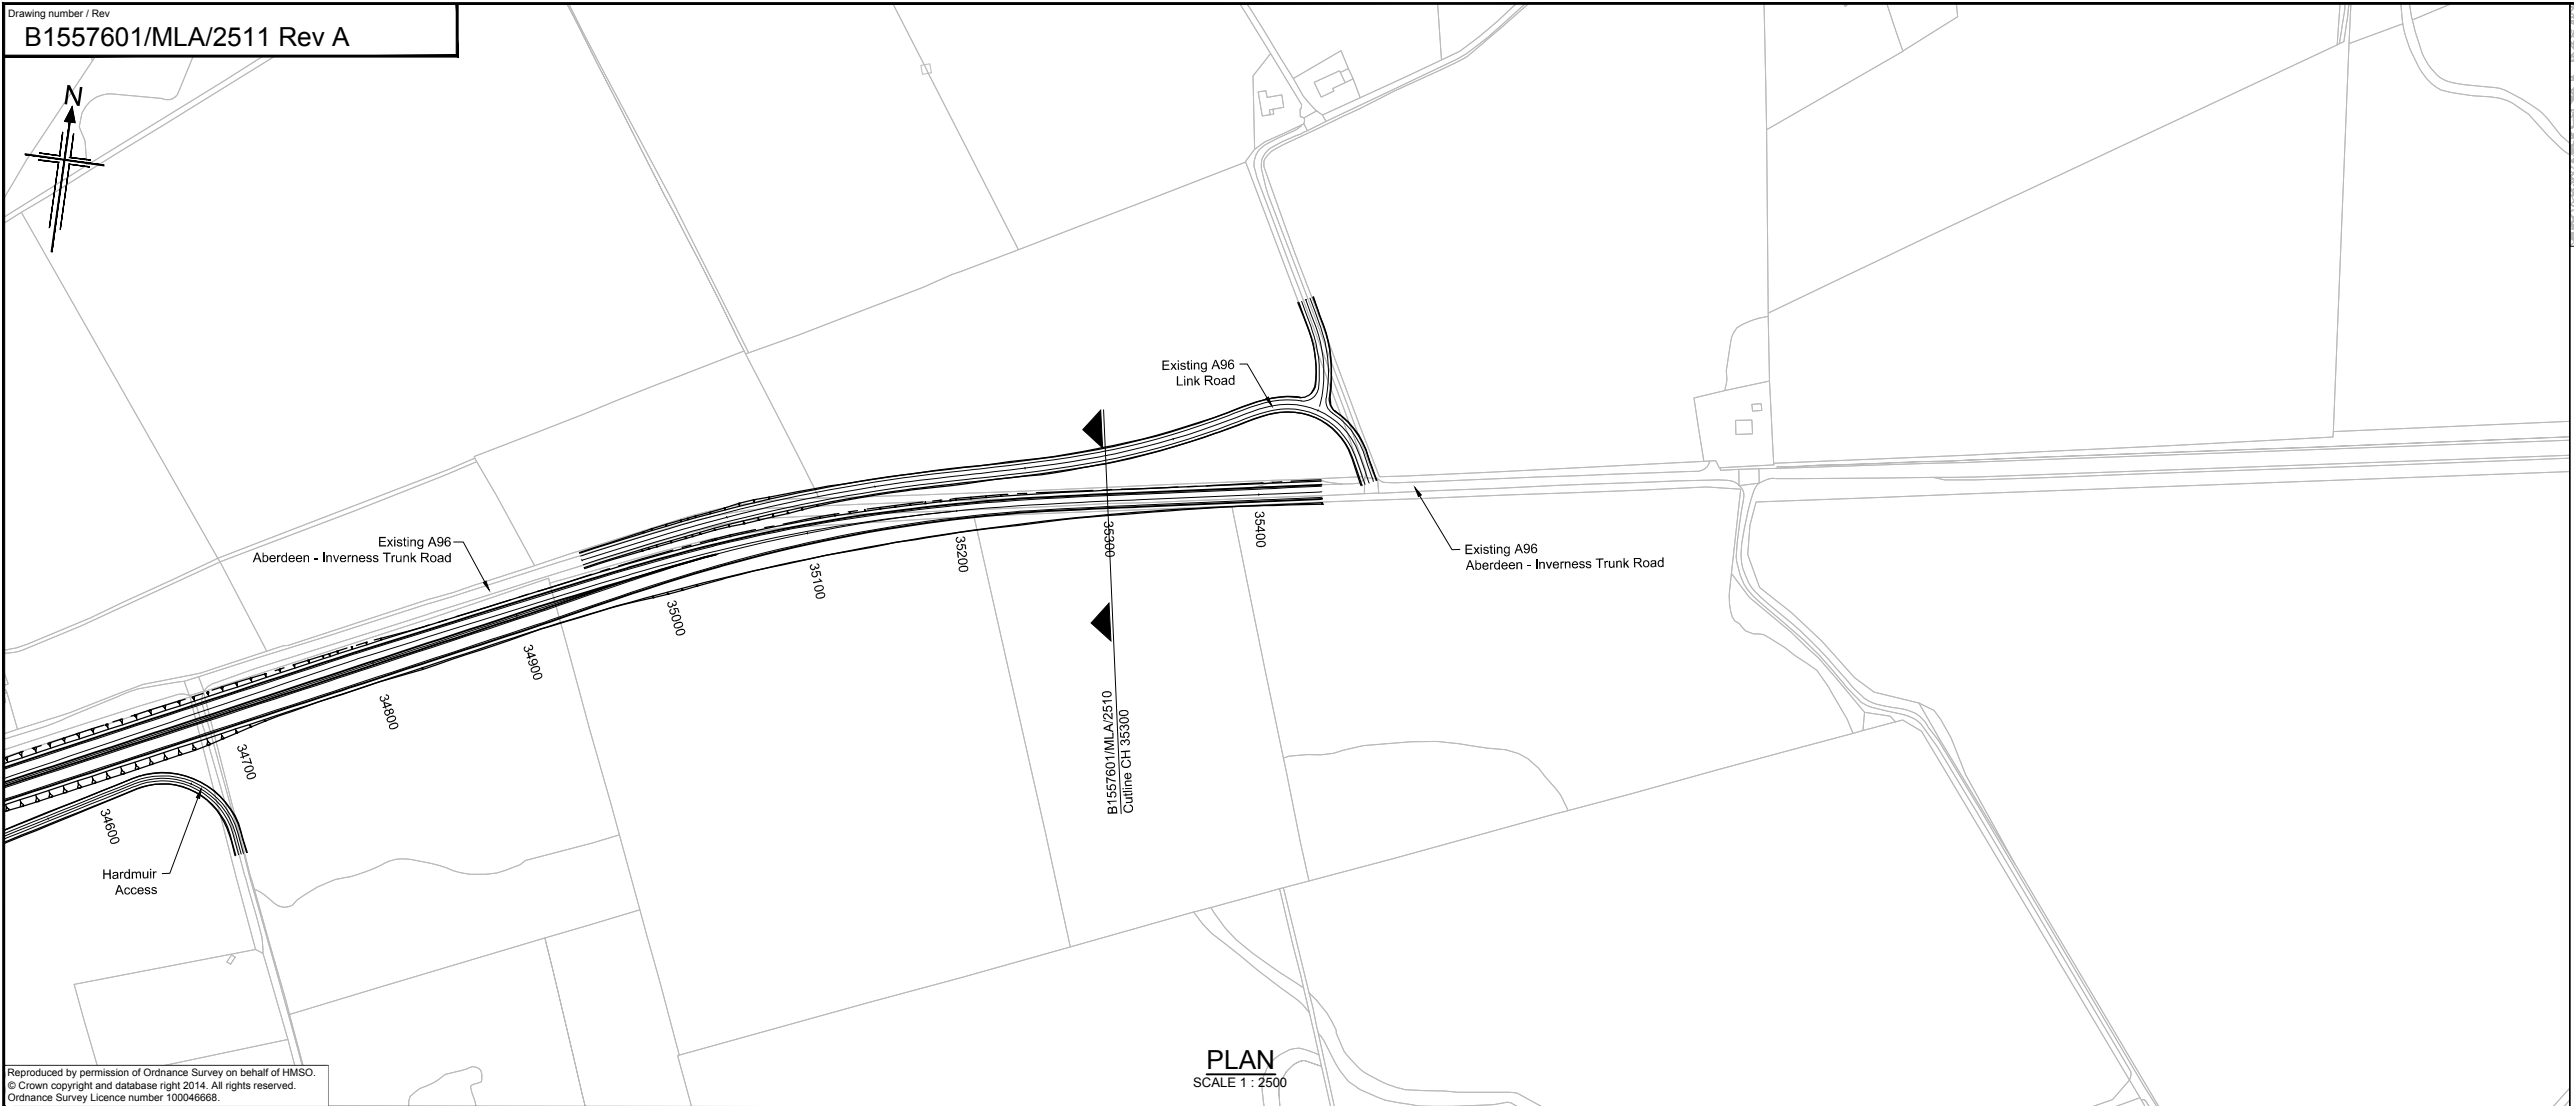 Drawing number / Rev
B1557601/MLA/2511 Rev A
N
Existing A96
Link Road
Existing A96
Aberdeen - Inverness Trunk Road
Existing A96
Aberdeen - Inverness Trunk Road
34600
34700
34800
34900
35000
35100
35200
35300
35400
B1557601/MLA/2510
Cutline CH 35300
Hardmuir
Access
PLAN
SCALE 1 : 2500
Reproduced by permission of Ordnance Survey on behalf of HMSO.
© Crown copyright and database right 2014. All rights reserved.
Ordnance Survey Licence number 100046668.